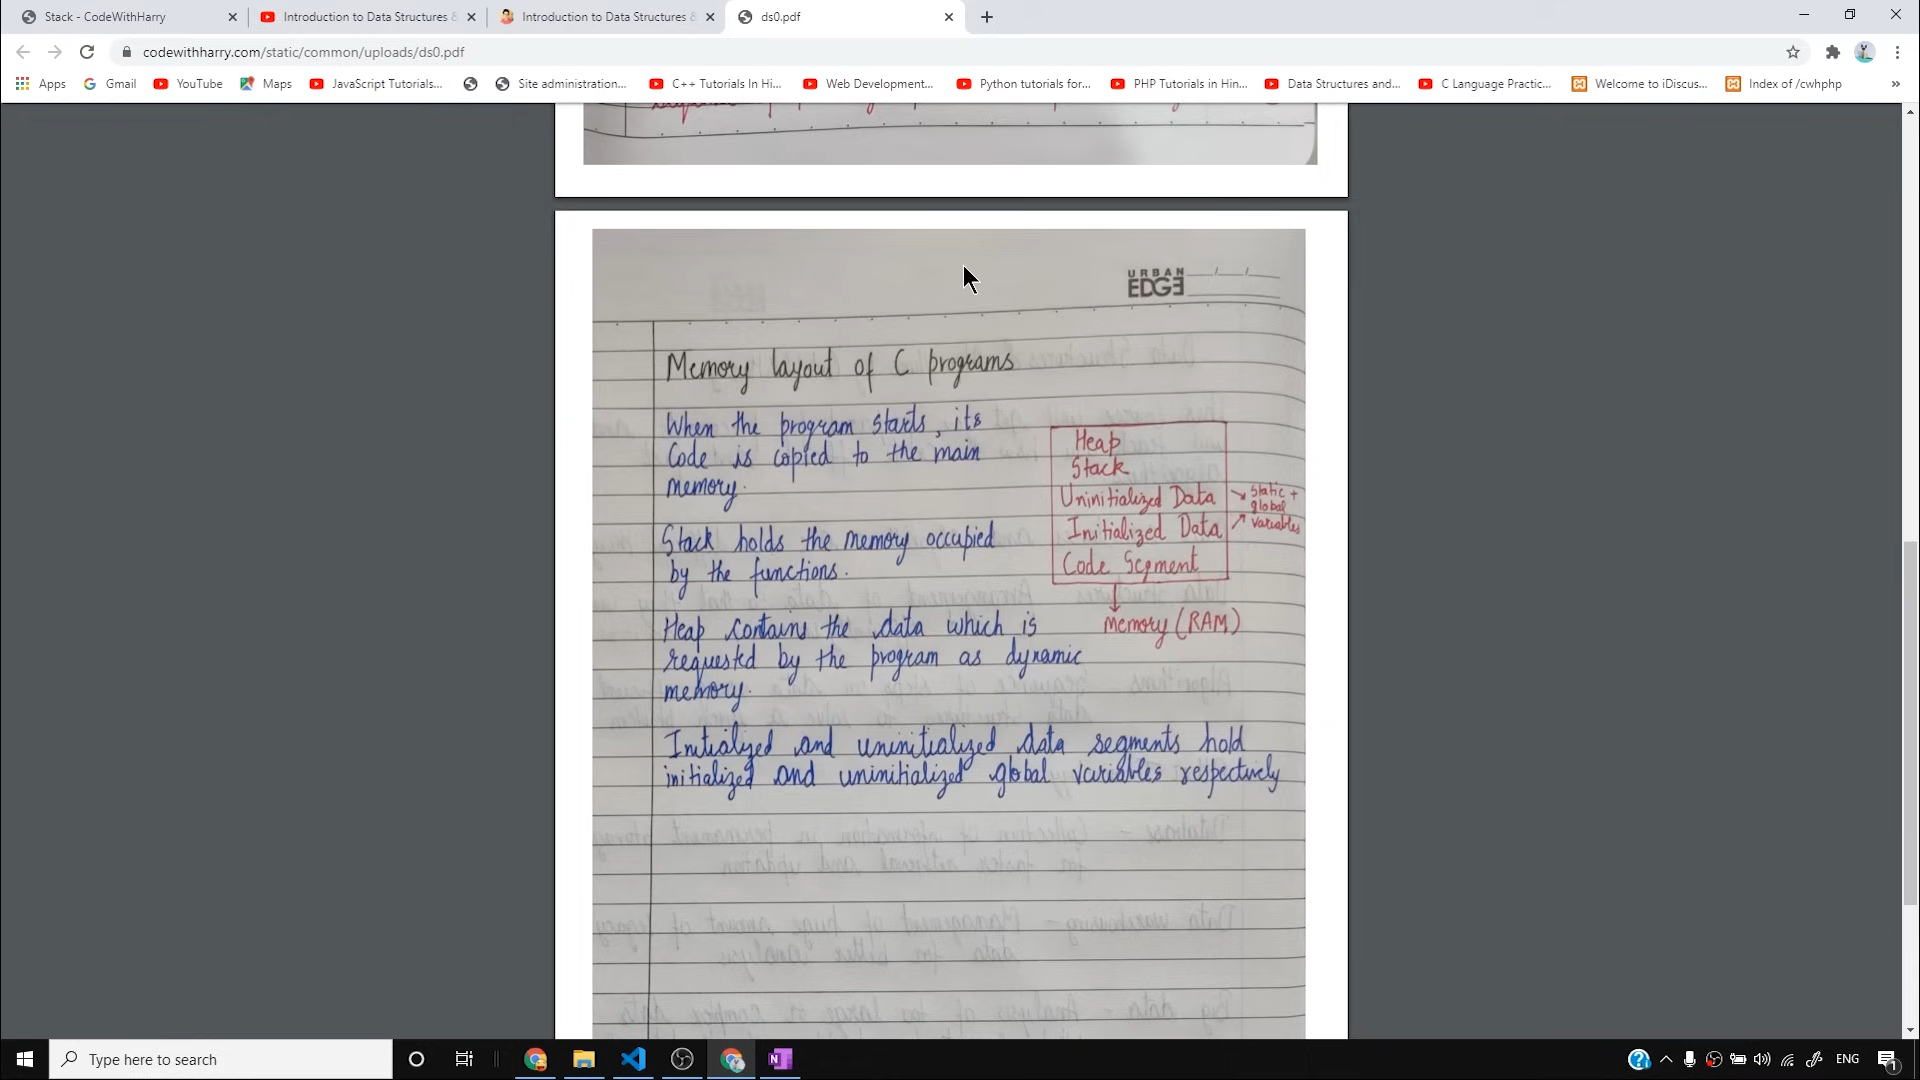 Stack - CodeWithHarry
Introduction to Data Structures &
Introduction to Data Structures &
ds0.pdf
codewithharry.com/static/common/uploads/ds0.pdf
Apps
Gmail
YouTube
Maps
JavaScript Tutorials...
Site administration...
C++ Tutorials In Hi...
Web Development...
Python tutorials for...
PHP Tutorials in Hin...
Data Structures and...
C Language Practic...
Welcome to iDiscus...
Index of /cwhphp
»
URBAN
EDGE
Memory layout of C programs
When the program starts, its
Code is copied to the main
memory.
Stack holds the memory occupied
by the functions.
Heap contains the data which is
requested by the program as dynamic
memory.
Heap
Stack
Uninitialized Data
Initialized Data
Code Segment
Static +
global
variables
Memory (RAM)
Initialized and uninitialized data segments hold
initialized and uninitialized global variables respectively
Type here to search
ENG
1